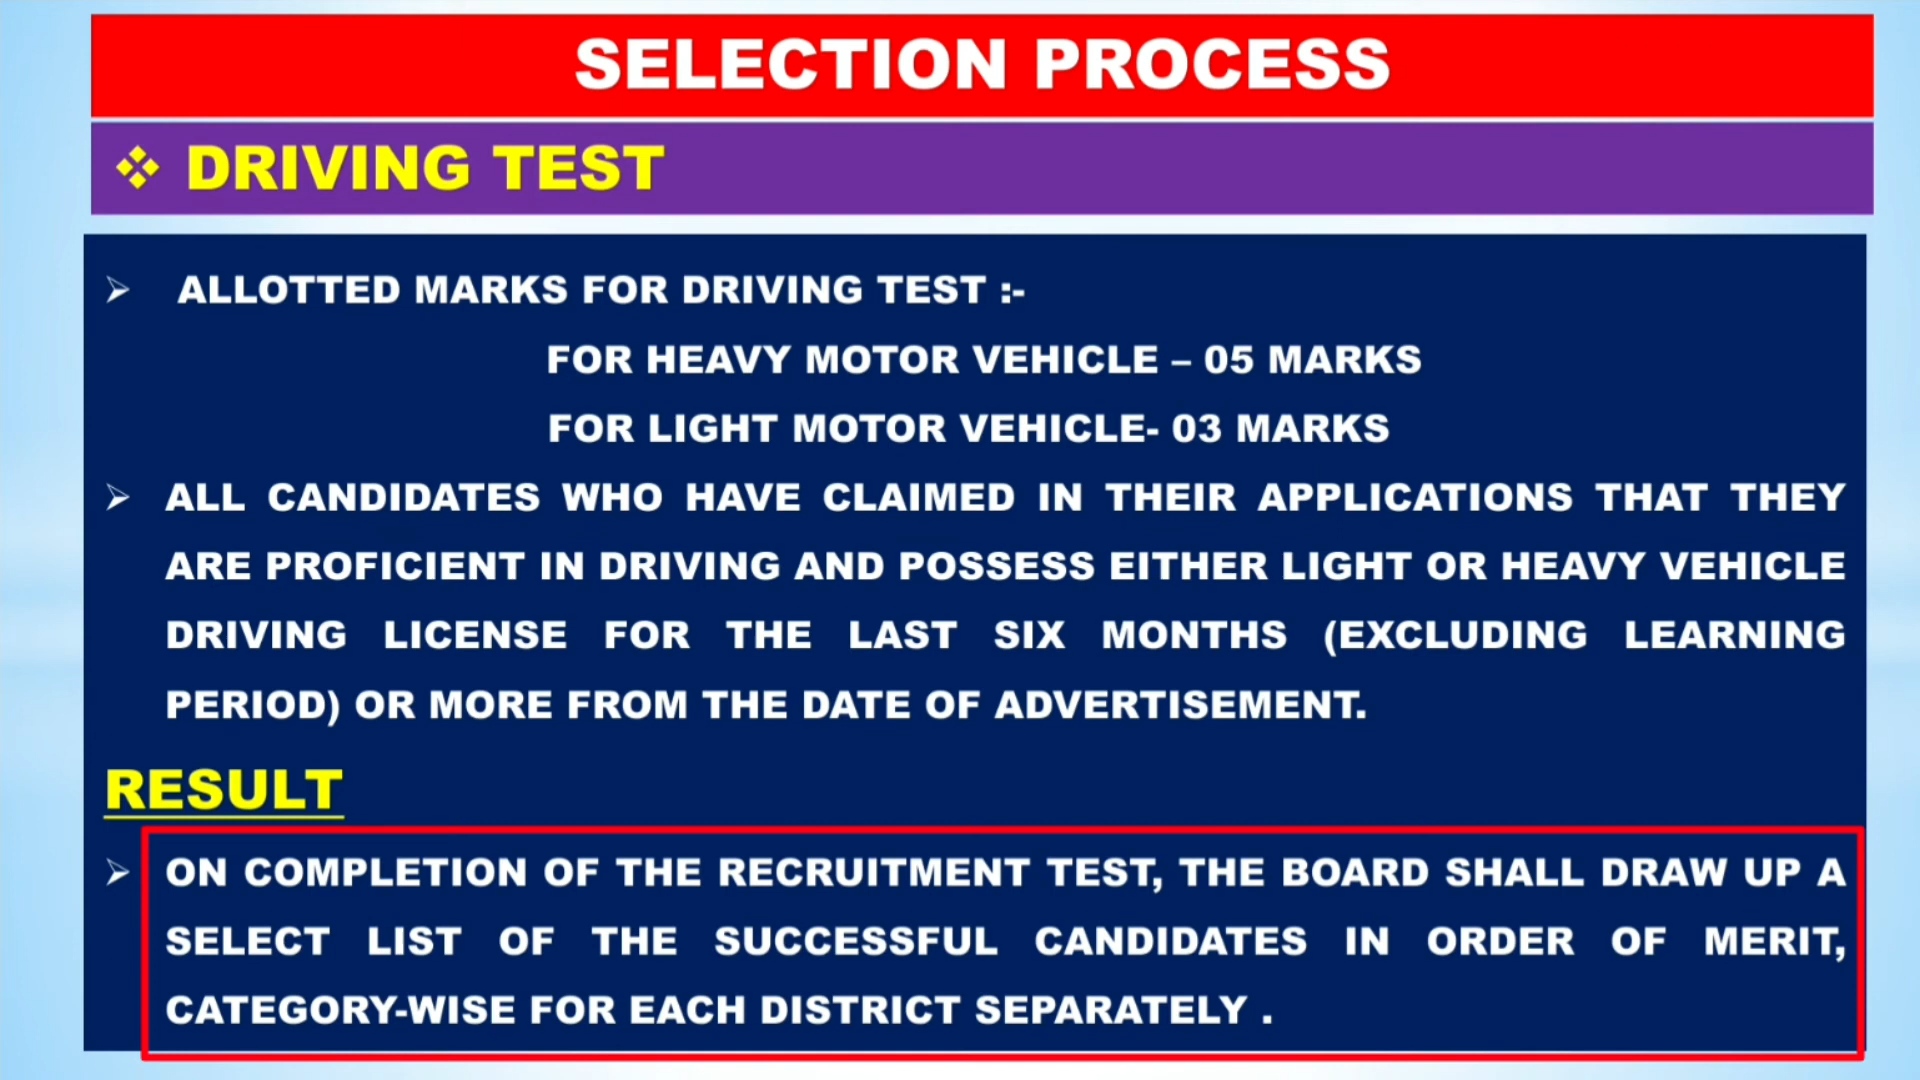 SELECTION PROCESS
❖ DRIVING TEST
➢ ALLOTTED MARKS FOR DRIVING TEST :-
FOR HEAVY MOTOR VEHICLE – 05 MARKS
FOR LIGHT MOTOR VEHICLE- 03 MARKS
➢ ALL CANDIDATES WHO HAVE CLAIMED IN THEIR APPLICATIONS THAT THEY
ARE PROFICIENT IN DRIVING AND POSSESS EITHER LIGHT OR HEAVY VEHICLE
DRIVING LICENSE FOR THE LAST SIX MONTHS (EXCLUDING LEARNING
PERIOD) OR MORE FROM THE DATE OF ADVERTISEMENT.
RESULT
➢ ON COMPLETION OF THE RECRUITMENT TEST, THE BOARD SHALL DRAW UP A
SELECT LIST OF THE SUCCESSFUL CANDIDATES IN ORDER OF MERIT,
CATEGORY-WISE FOR EACH DISTRICT SEPARATELY .